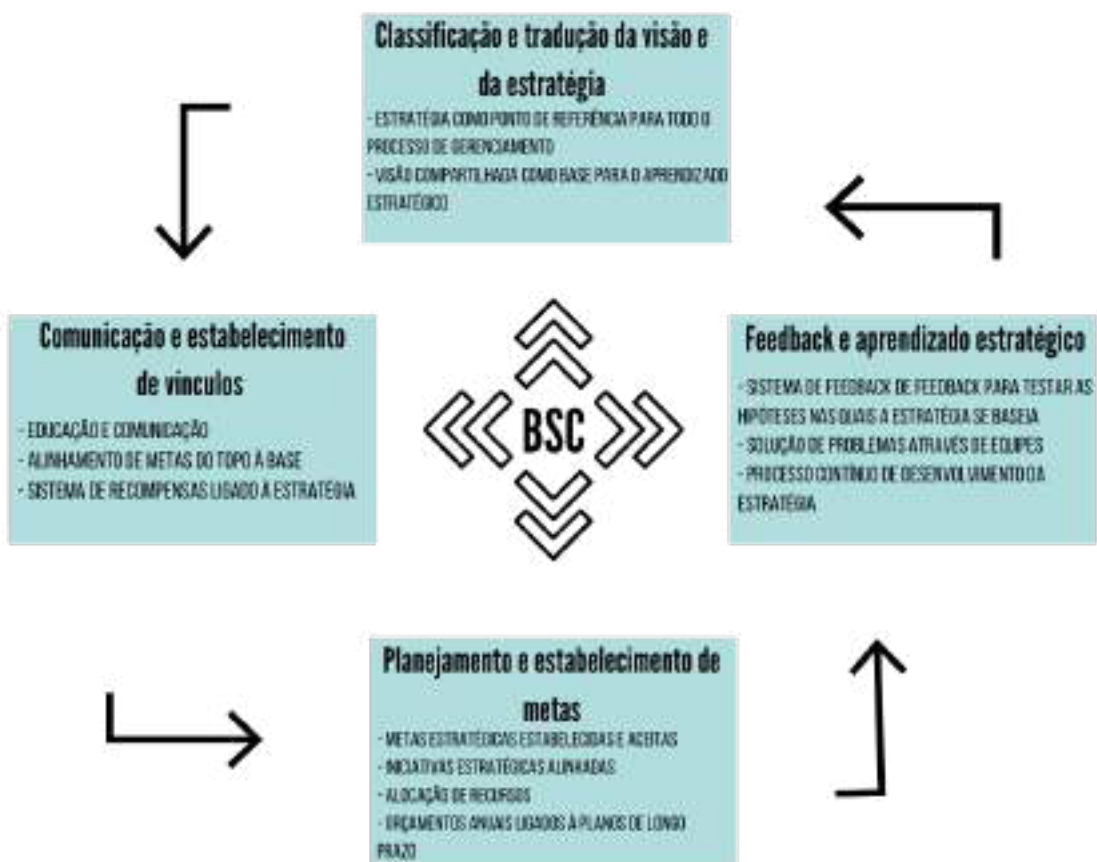 Classificação e tradução da visão e
da estratégia
- ESTRATÉGIA COMO PONTO DE REFERÊNCIA PARA TODO O
PROCESSO DE GERENCIAMENTO
- VISÃO COMPARTILHAGA COMO BASE PARA O APRENDIZADO
ESTRATÉGICO
Comunicação e estabelecimento
de vínculos
- EDUCAÇÃO E COMUNICAÇÃO
- ALINHAMENTO DE METAS DO TOPO À BASE
- SISTEMA DE RECOMPENSAS LIGADO À ESTRATÉGIA
BSC
Feedback e aprendizado estratégico
- SISTEMA DE FEEDBACK DE FEEDBACK PARA TESTAR AS
HIPÓTESES NAS QUAIS A ESTRATÉGIA SE BASEIA
- SOLUÇÃO DE PROBLEMAS ATRAVÉS DE EQUIPES
- PROCESSO CONTÍNUO DE DESENVOLVIMENTO DA
ESTRATÉGIA
Planejamento e estabelecimento de
metas
- METAS ESTRATÉGICAS ESTABELECIDAS E ACEITAS
- INICIATIVAS ESTRATÉGICAS ALINHADAS
- ALOCAÇÃO DE RECURSOS
- ORÇAMENTOS ANUAIS LIGADOS À PLANOS DE LONGO
PRAZO